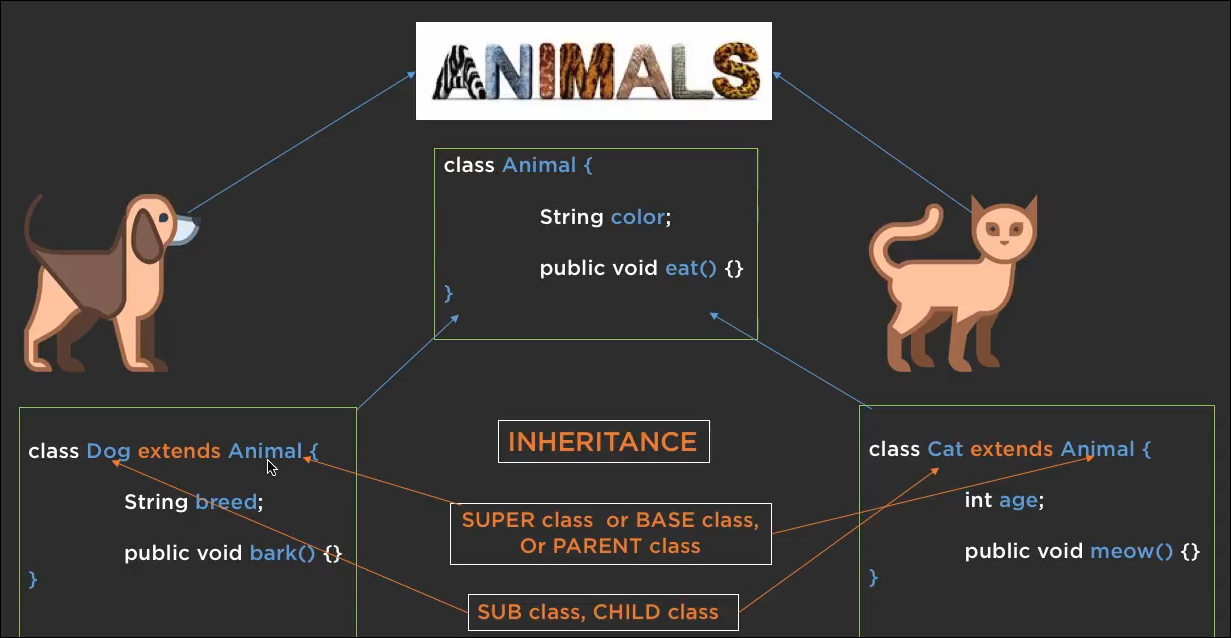 ANIMALS
class Animal {
String color;
public void eat() {}
}
class Dog extends Animal {
String breed;
public void bark() {}
}
INHERITANCE
SUPER class or BASE class,
Or PARENT class
SUB class, CHILD class
class Cat extends Animal {
int age;
public void meow() {}
}